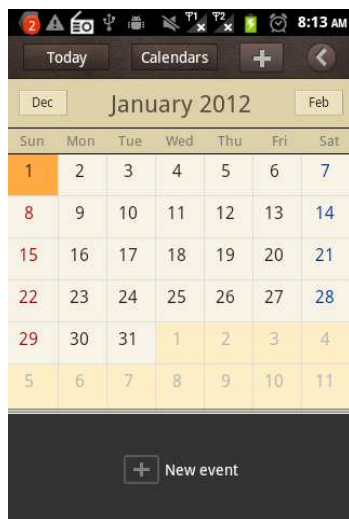 2 T1 T2 8:13 AM
Today Calendars
Dec January 2012 Feb
Sun Mon Tue Wed Thu Fri Sat
1 2 3 4 5 6 7
8 9 10 11 12 13 14
15 16 17 18 19 20 21
22 23 24 25 26 27 28
29 30 31 1 2 3 4
5 6 7 8 9 10 11
New event